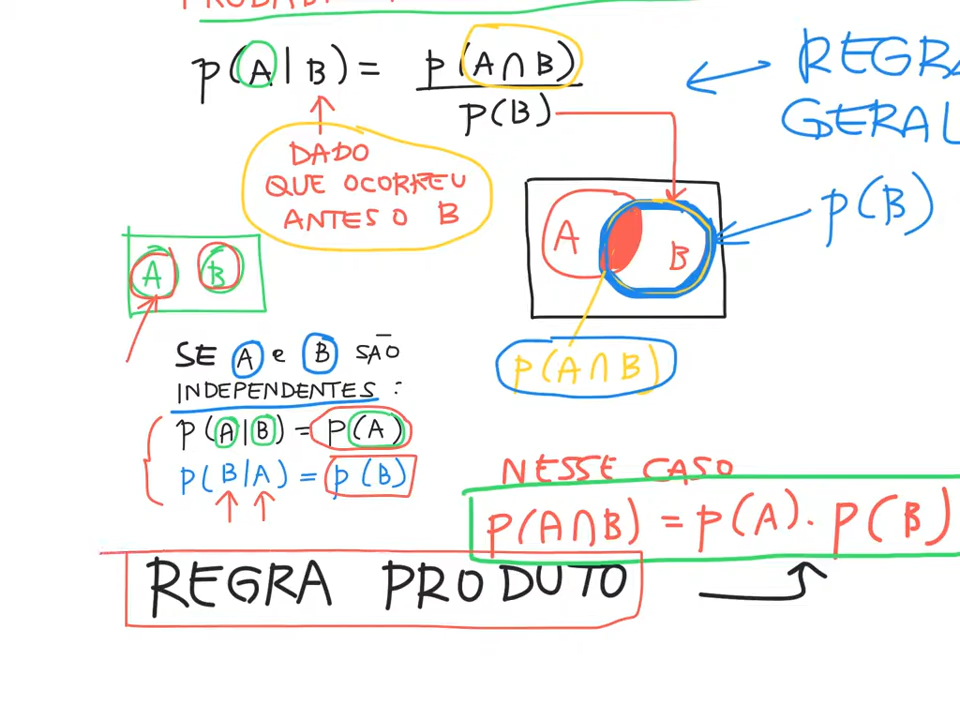 p(A|B) = p(A∩B)
p(B)
REGRA
GERAL
DADO
QUE OCORREU
ANTES O B
p(B)
A
B
A
B
p(A∩B)
SE A e B SÃO
INDEPENDENTES :
p(A|B) = p(A)
p(B|A) = p(B)
NESSE CASO
p(A∩B) = p(A) . p(B)
REGRA PRODUTO